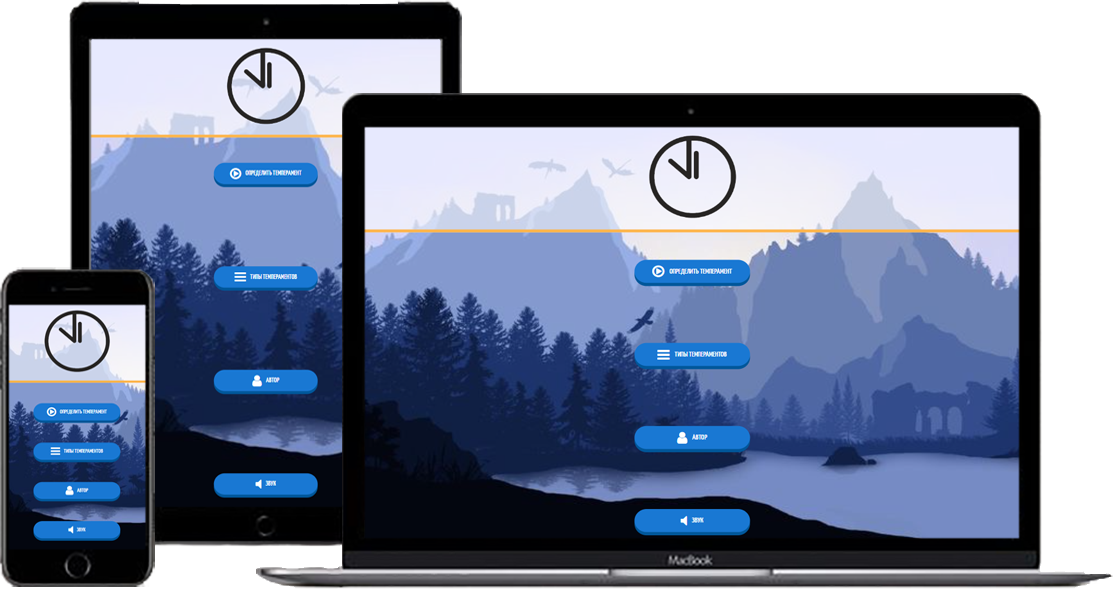 ОПРЕДЕЛИТЬ ТЕМПЕРАМЕНТ
ТИПЫ ТЕМПЕРАМЕНТОВ
АВТОР
ЗВУК
ОПРЕДЕЛИТЬ ТЕМПЕРАМЕНТ
ТИПЫ ТЕМПЕРАМЕНТОВ
АВТОР
ЗВУК
MacBook
ОПРЕДЕЛИТЬ ТЕМПЕРАМЕНТ
ТИПЫ ТЕМПЕРАМЕНТОВ
АВТОР
ЗВУК